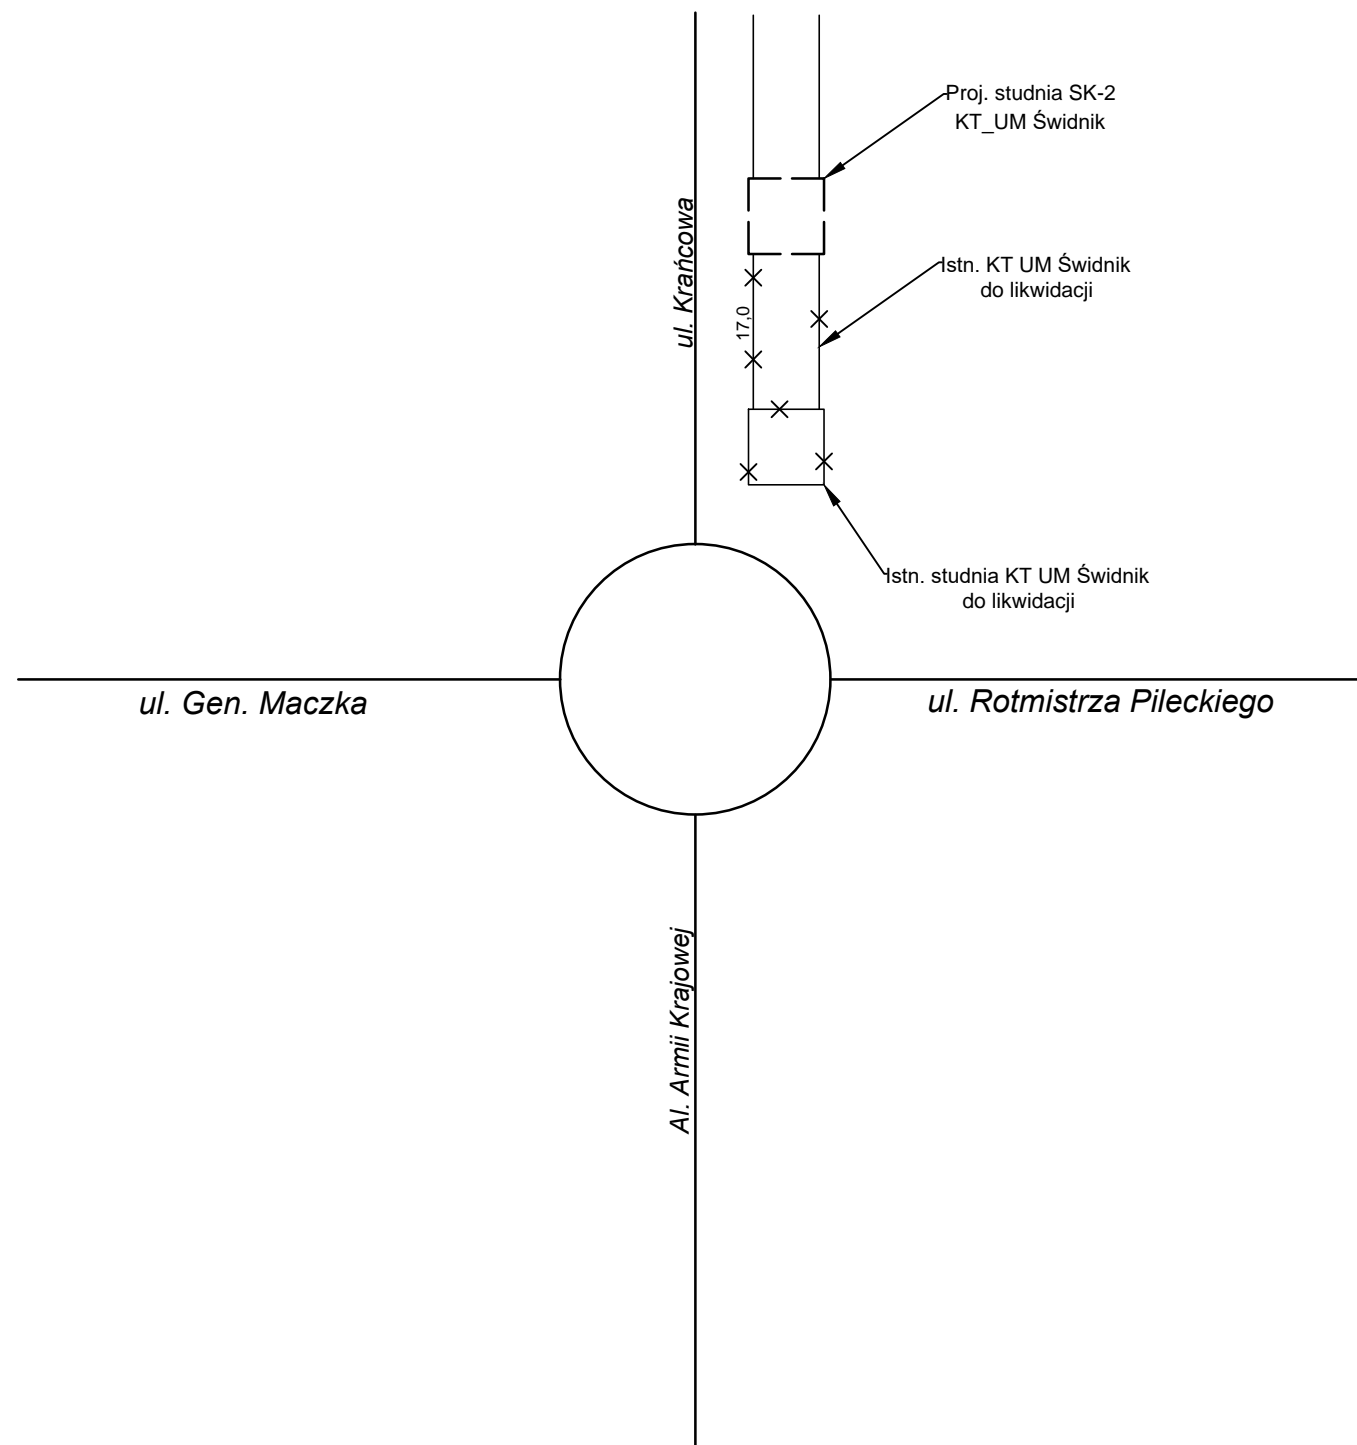 Proj. studnia SK-2
KT_UM Świdnik
ul. Krańcowa
Istn. KT UM Świdnik
do likwidacji
17,0
Istn. studnia KT UM Świdnik
do likwidacji
ul. Gen. Maczka
ul. Rotmistrza Pileckiego
Al. Armii Krajowej